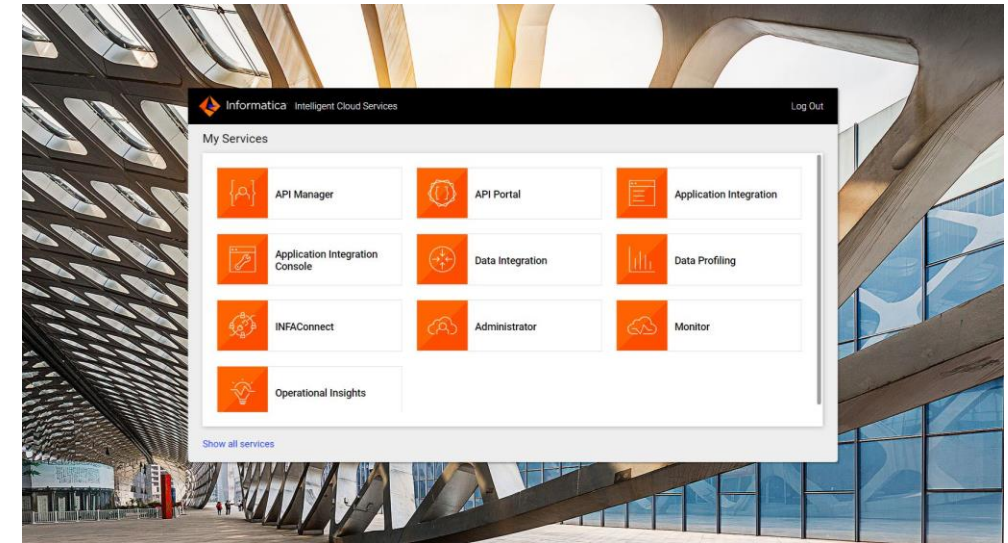 Informatica Intelligent Cloud Services
Log Out
My Services
API Manager
API Portal
Application Integration
Application Integration
Console
Data Integration
Data Profiling
INFAConnect
Administrator
Monitor
Operational Insights
Show all services